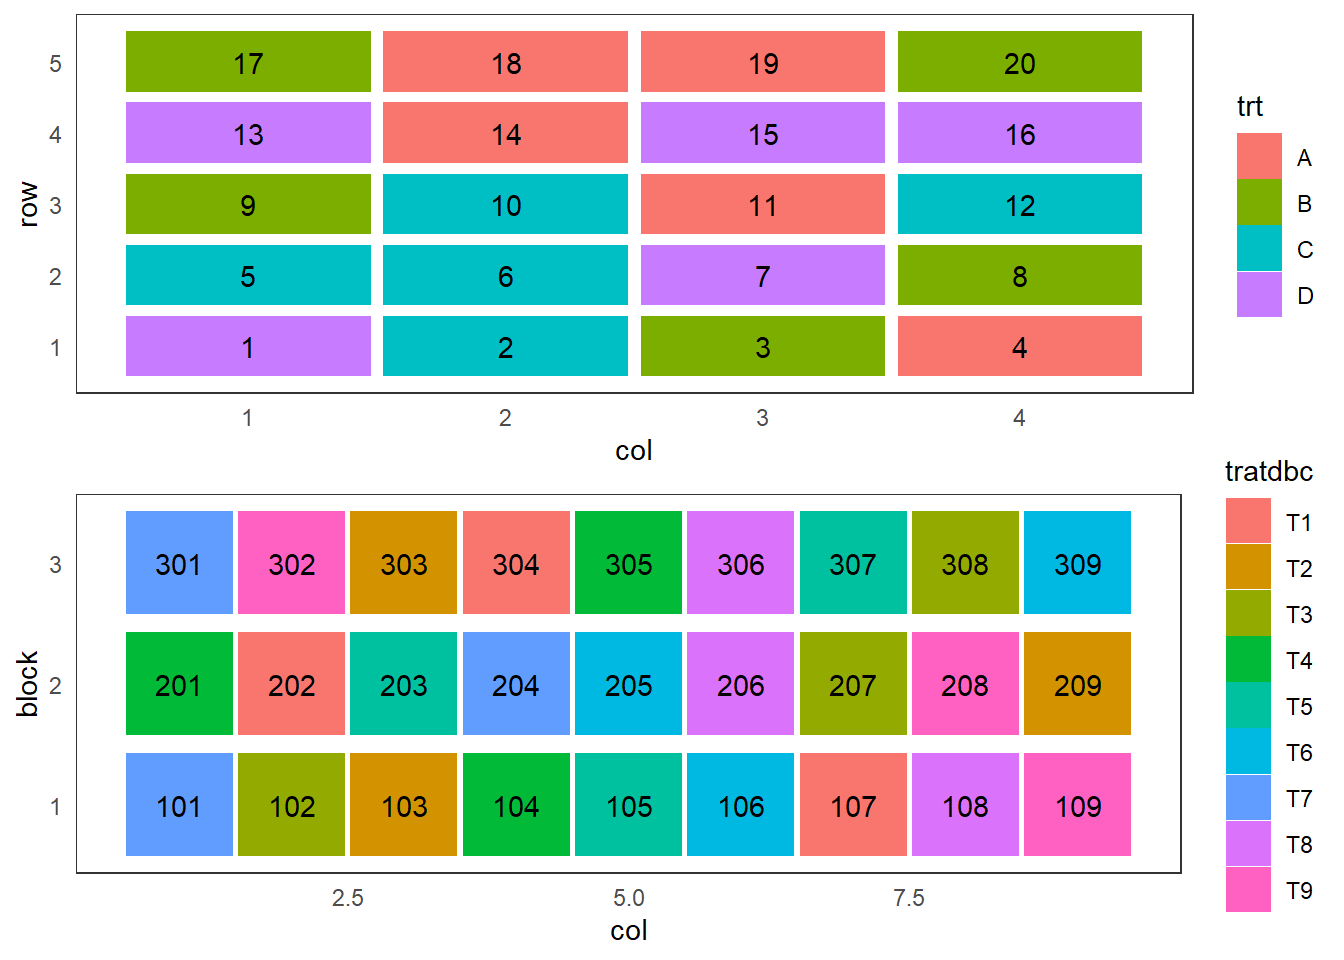 5 17 18 19 20
4 13 14 15 16
3 9 10 11 12
2 5 6 7 8
1 1 2 3 4
row
1 2 3 4
col
trt
A
B
C
D
3 301 302 303 304 305 306 307 308 309
2 201 202 203 204 205 206 207 208 209
1 101 102 103 104 105 106 107 108 109
block
2.5 5.0 7.5
col
tratdbc
T1
T2
T3
T4
T5
T6
T7
T8
T9